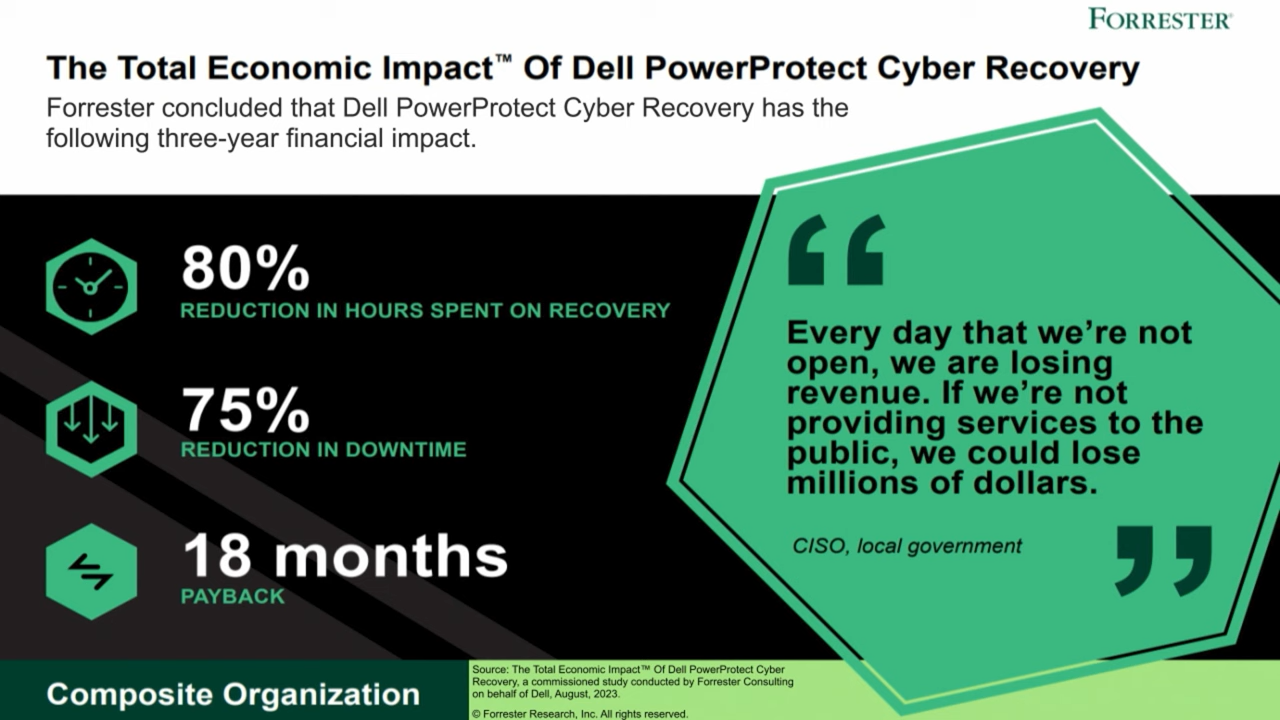 FORRESTER®
The Total Economic Impact™ Of Dell PowerProtect Cyber Recovery
Forrester concluded that Dell PowerProtect Cyber Recovery has the
following three-year financial impact.
80%
REDUCTION IN HOURS SPENT ON RECOVERY
75%
REDUCTION IN DOWNTIME
18 months
PAYBACK
“
Every day that we’re not
open, we are losing
revenue. If we’re not
providing services to the
public, we could lose
millions of dollars.
”
CISO, local government
Composite Organization
Source: The Total Economic Impact™ Of Dell PowerProtect Cyber
Recovery, a commissioned study conducted by Forrester Consulting
on behalf of Dell, August, 2023.
© Forrester Research, Inc. All rights reserved.